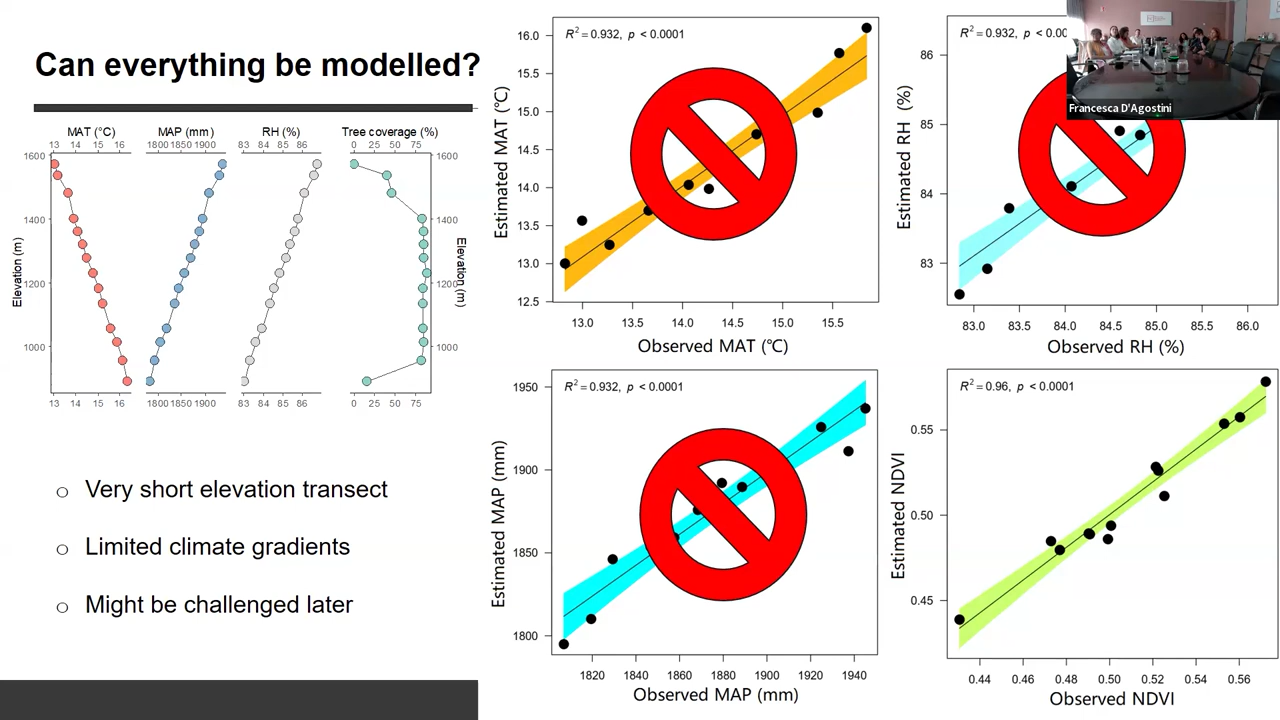 Can everything be modelled?
MAT (°C) MAP (mm) RH (%) Tree coverage (%)
13 14 15 16 1800 1850 1900 83 84 85 86 0 25 50 75
1600 1600
1400 1400
1200 1200
1000 1000
Elevation (m)
Elevation (m)
13 14 15 16 1800 1850 1900 83 84 85 86 0 25 50 75
Very short elevation transect
Limited climate gradients
Might be challenged later
R² = 0.932, p < 0.0001
Estimated MAT (℃)
16.0
15.5
15.0
14.5
14.0
13.5
13.0
12.5
13.0 13.5 14.0 14.5 15.0 15.5
Observed MAT (℃)
R² = 0.932, p < 0.00
Francesca D'Agostini
Estimated RH (%)
86
85
84
83
83.0 83.5 84.0 84.5 85.0 85.5 86.0
Observed RH (%)
R² = 0.932, p < 0.0001
Estimated MAP (mm)
1950
1900
1850
1800
1820 1840 1860 1880 1900 1920 1940
Observed MAP (mm)
R² = 0.96, p < 0.0001
Estimated NDVI
0.55
0.50
0.45
0.44 0.46 0.48 0.50 0.52 0.54 0.56
Observed NDVI